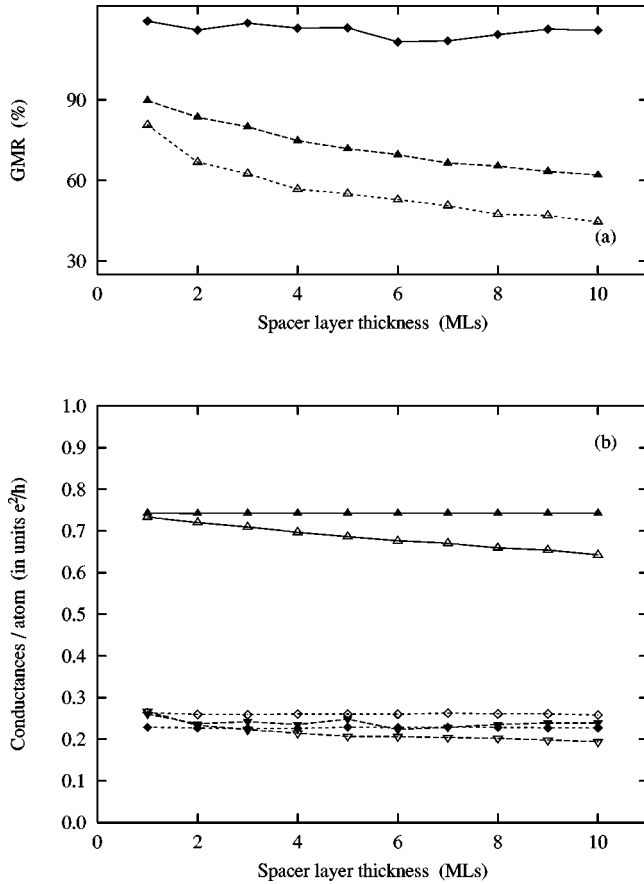 90
60
30
GMR (%)
(a)
0 2 4 6 8 10
Spacer layer thickness (MLs)
1.0
0.9
0.8
0.7
0.6
0.5
0.4
0.3
0.2
0.1
0.0
Conductances / atom (in units e²/h)
(b)
0 2 4 6 8 10
Spacer layer thickness (MLs)